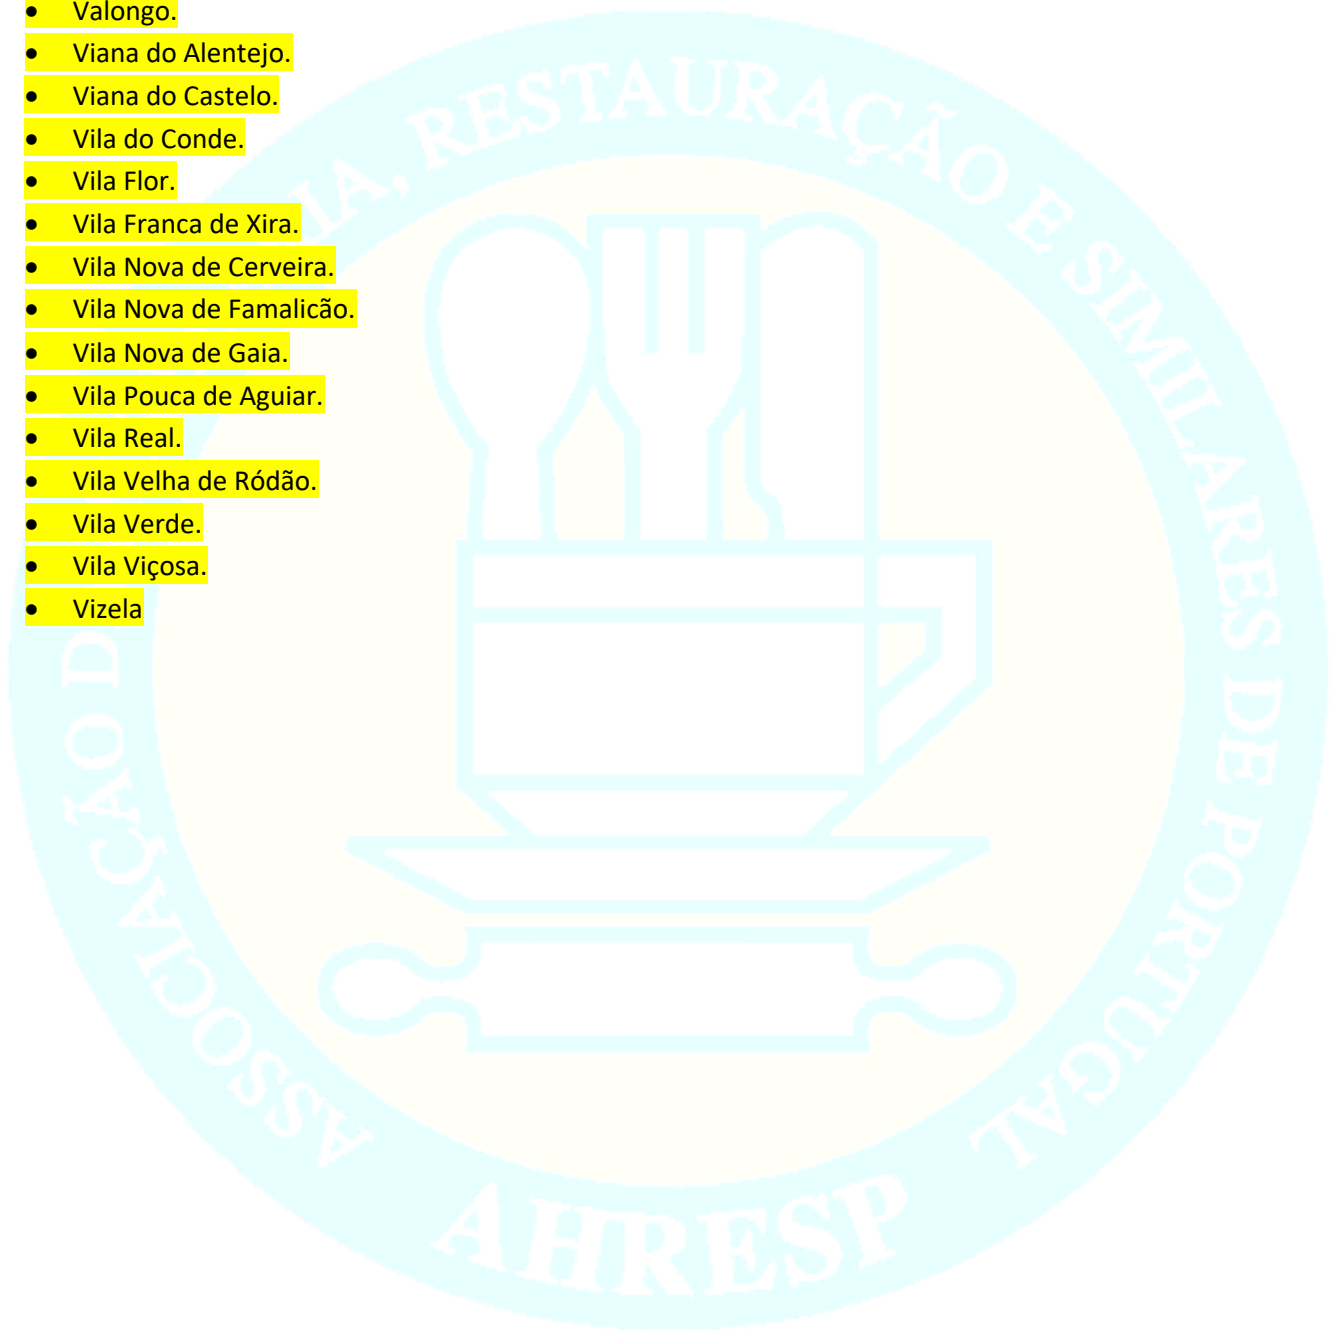 • Valongo.
• Viana do Alentejo.
• Viana do Castelo.
• Vila do Conde.
• Vila Flor.
• Vila Franca de Xira.
• Vila Nova de Cerveira.
• Vila Nova de Famalicão.
• Vila Nova de Gaia.
• Vila Pouca de Aguiar.
• Vila Real.
• Vila Velha de Ródão.
• Vila Verde.
• Vila Viçosa.
• Vizela
RESTAURAÇÃO E SIMILARES DE PORTUGAL
ASSOCIAÇÃO
AHRESP